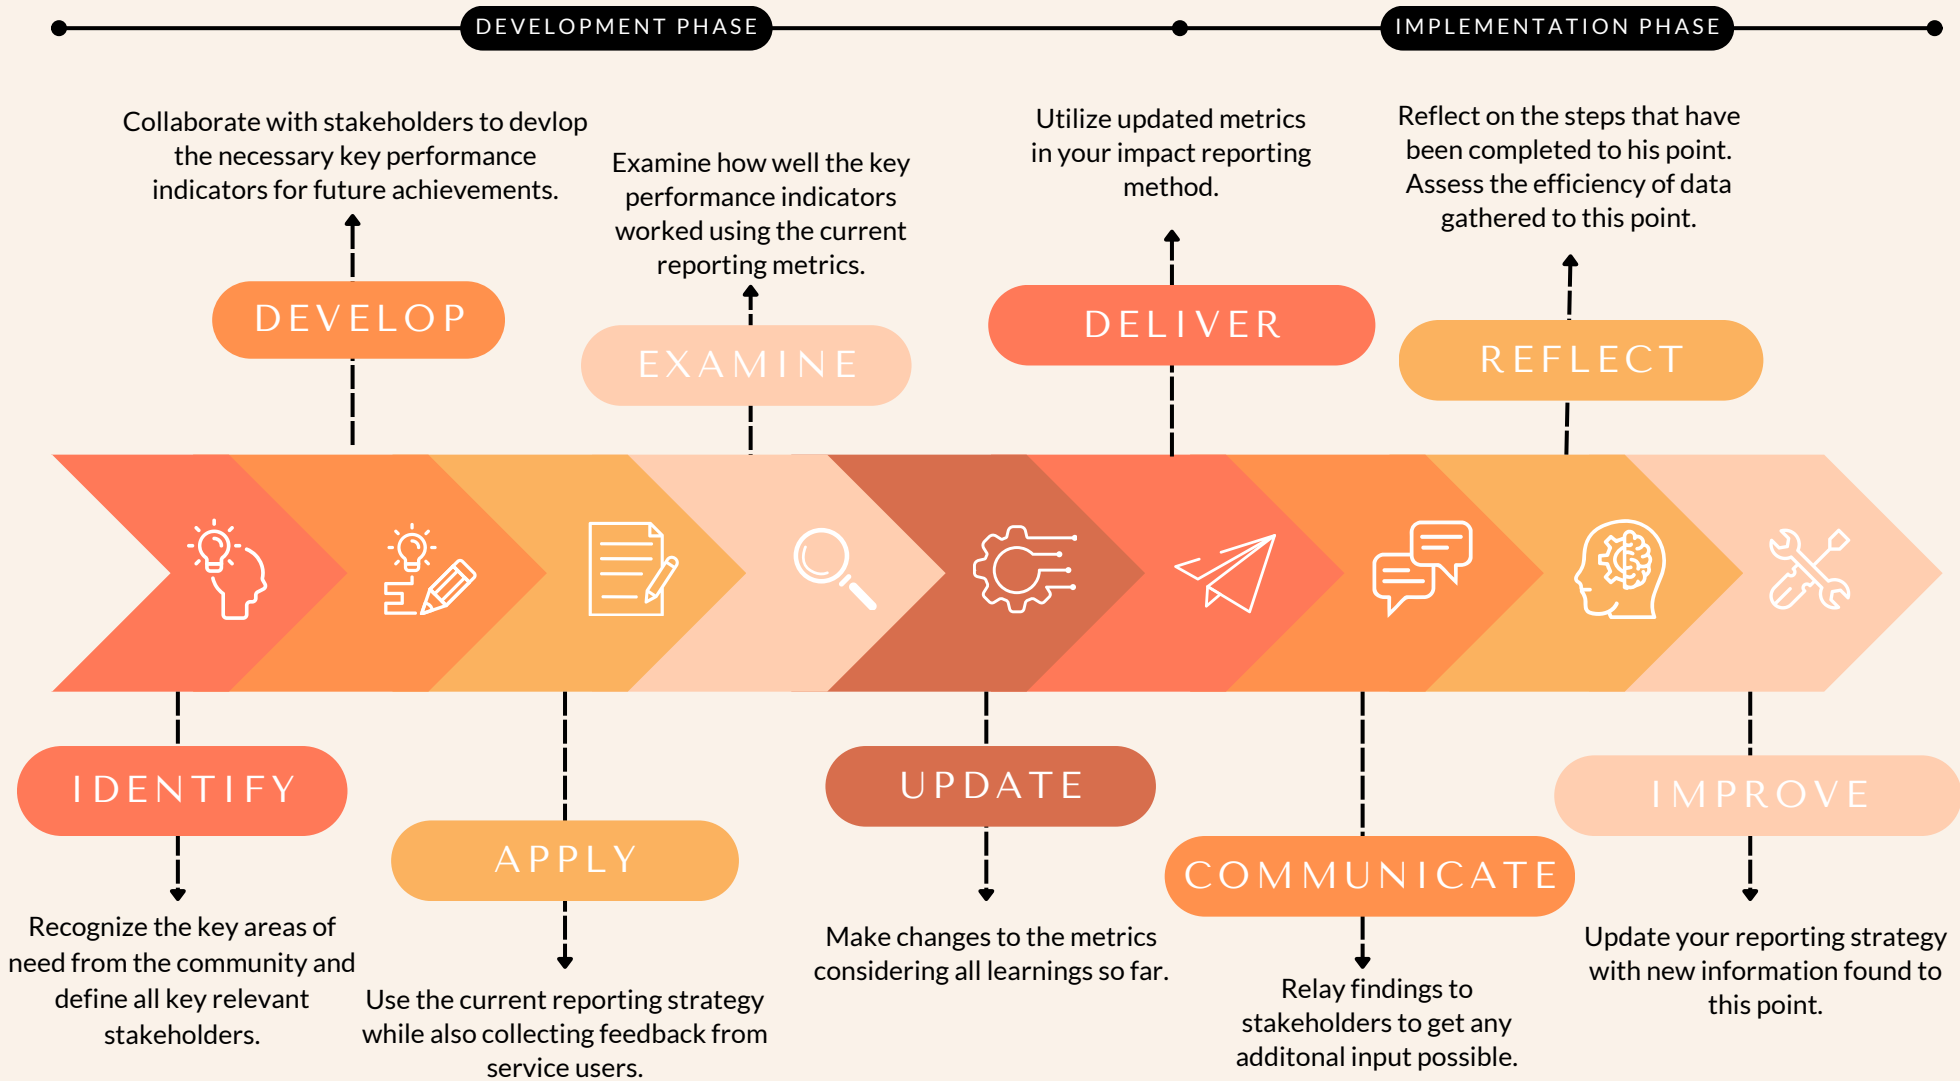 DEVELOPMENT PHASE
IMPLEMENTATION PHASE
Collaborate with stakeholders to devlop
the necessary key performance
indicators for future achievements.
Examine how well the key
performance indicators
worked using the current
reporting metrics.
Utilize updated metrics
in your impact reporting
method.
Reflect on the steps that have
been completed to his point.
Assess the efficiency of data
gathered to this point.
DEVELOP
EXAMINE
DELIVER
REFLECT
IDENTIFY
APPLY
UPDATE
COMMUNICATE
IMPROVE
Recognize the key areas of
need from the community and
define all key relevant
stakeholders.
Use the current reporting strategy
while also collecting feedback from
service users.
Make changes to the metrics
considering all learnings so far.
Relay findings to
stakeholders to get any
additonal input possible.
Update your reporting strategy
with new information found to
this point.